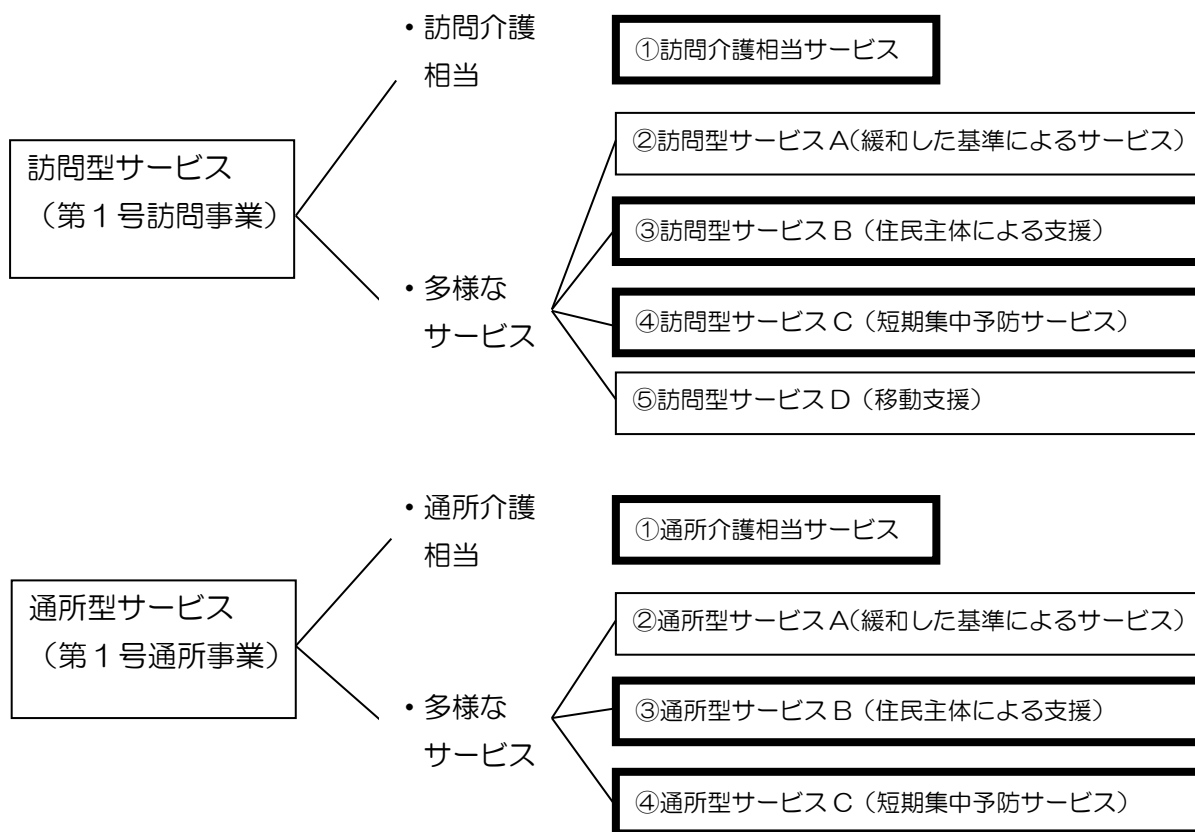 訪問型サービス
（第１号訪問事業）
・訪問介護
相当
①訪問介護相当サービス
・多様な
サービス
②訪問型サービスＡ(緩和した基準によるサービス)
③訪問型サービスＢ（住民主体による支援）
④訪問型サービスＣ（短期集中予防サービス）
⑤訪問型サービスＤ（移動支援）
通所型サービス
（第１号通所事業）
・通所介護
相当
①通所介護相当サービス
・多様な
サービス
②通所型サービスＡ(緩和した基準によるサービス)
③通所型サービスＢ（住民主体による支援）
④通所型サービスＣ（短期集中予防サービス）